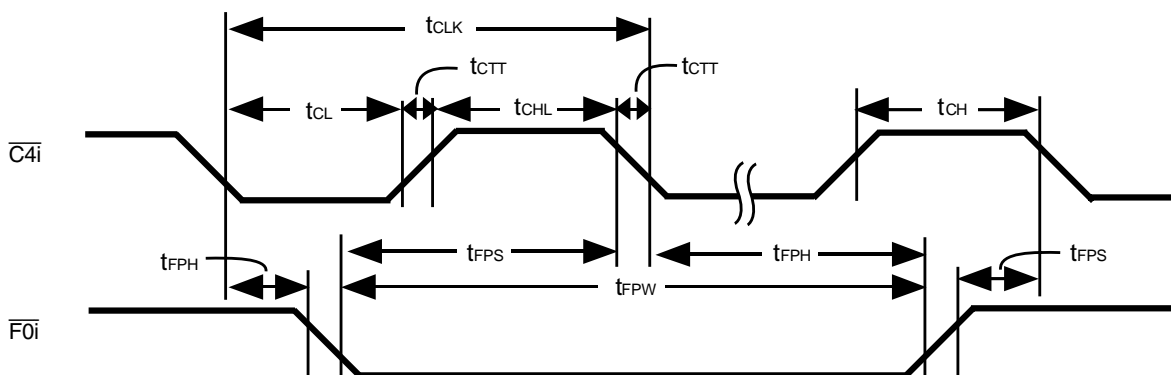 tCLK
tCTT tCTT
tCL tCHL tCH
C4i
tFPH tFPS tFPH tFPS
tFPW
F0i